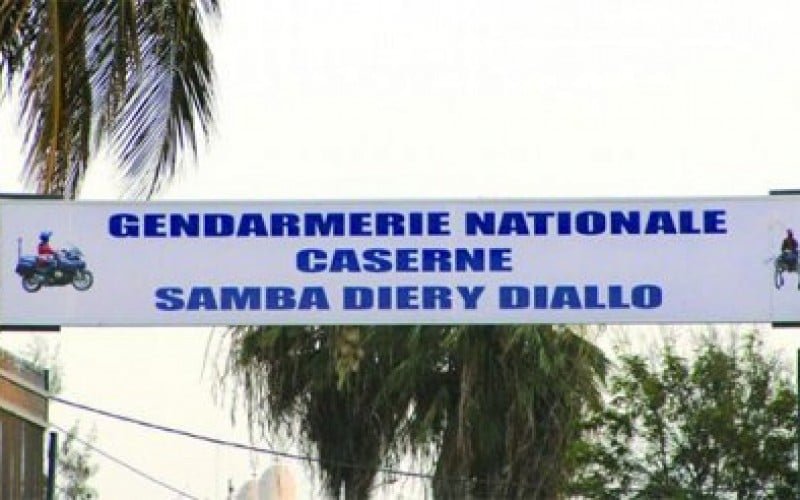 GENDARMERIE NATIONALE
CASERNE
SAMBA DIERY DIALLO